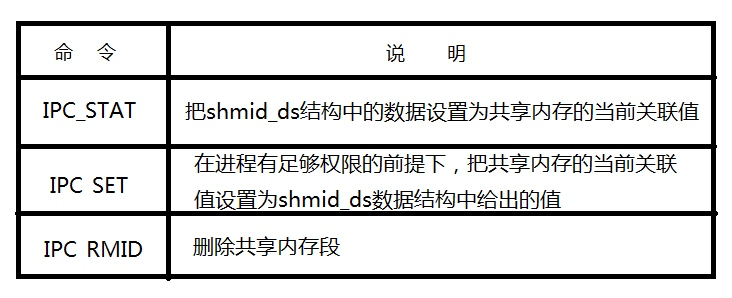 命 令
说 明
IPC_STAT
把shmid_ds结构中的数据设置为共享内存的当前关联值
IPC SET
在进程有足够权限的前提下，把共享内存的当前关联
值设置为shmid_ds数据结构中给出的值
IPC RMID
删除共享内存段